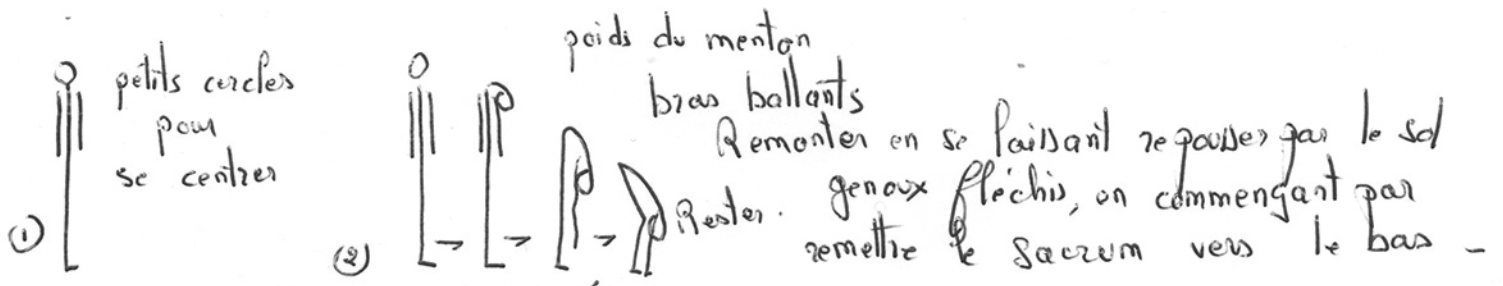 petits cercles
pour
se centrer
①
②
poids du menton
bras ballants
Remonter en se laissant repousser par le sol
Rester. genoux fléchis, en commençant par
remettre le sacrum vers le bas -